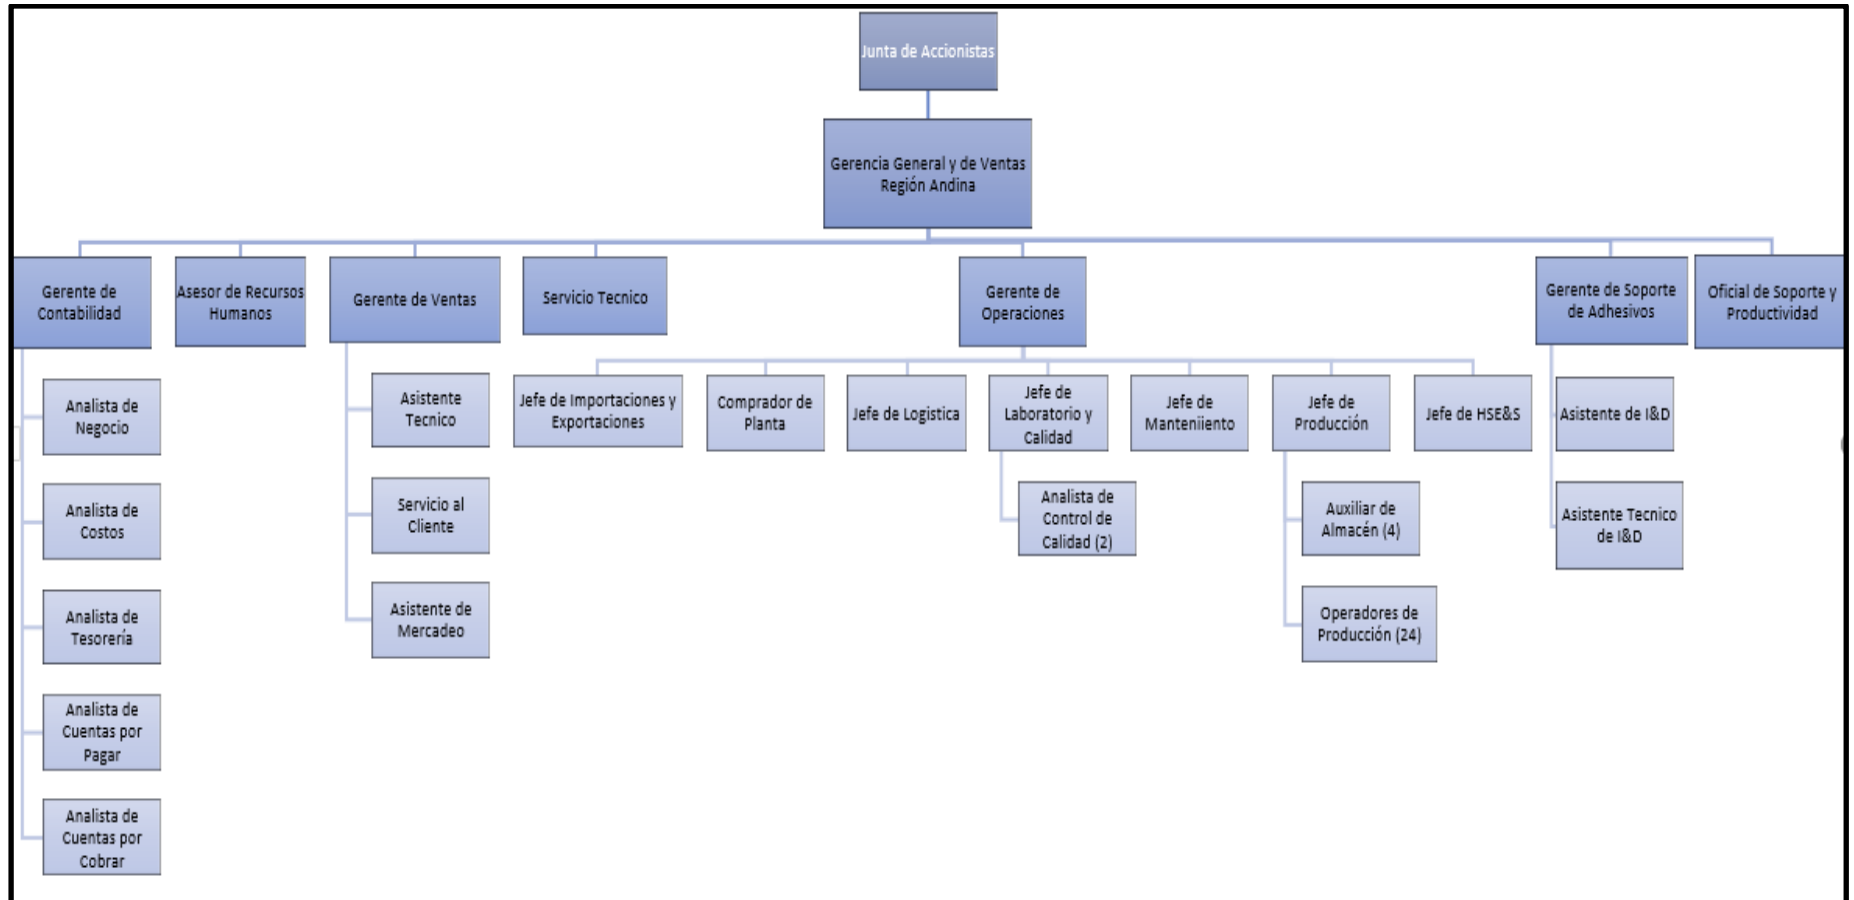 Junta de Accionistas
Gerencia General y de Ventas
Región Andina
Gerente de
Contabilidad
Asesor de Recursos
Humanos
Gerente de Ventas
Servicio Tecnico
Gerente de
Operaciones
Gerente de Soporte
de Adhesivos
Oficial de Soporte y
Productividad
Analista de
Negocio
Analista de
Costos
Analista de
Tesorería
Analista de
Cuentas por
Pagar
Analista de
Cuentas por
Cobrar
Asistente
Tecnico
Servicio al
Cliente
Asistente de
Mercadeo
Jefe de Importaciones y
Exportaciones
Comprador de
Planta
Jefe de Logistica
Jefe de
Laboratorio y
Calidad
Analista de
Control de
Calidad (2)
Jefe de
Manteniiento
Jefe de
Producción
Auxiliar de
Almacén (4)
Operadores de
Producción (24)
Jefe de HSE&S
Asistente de I&D
Asistente Tecnico
de I&D